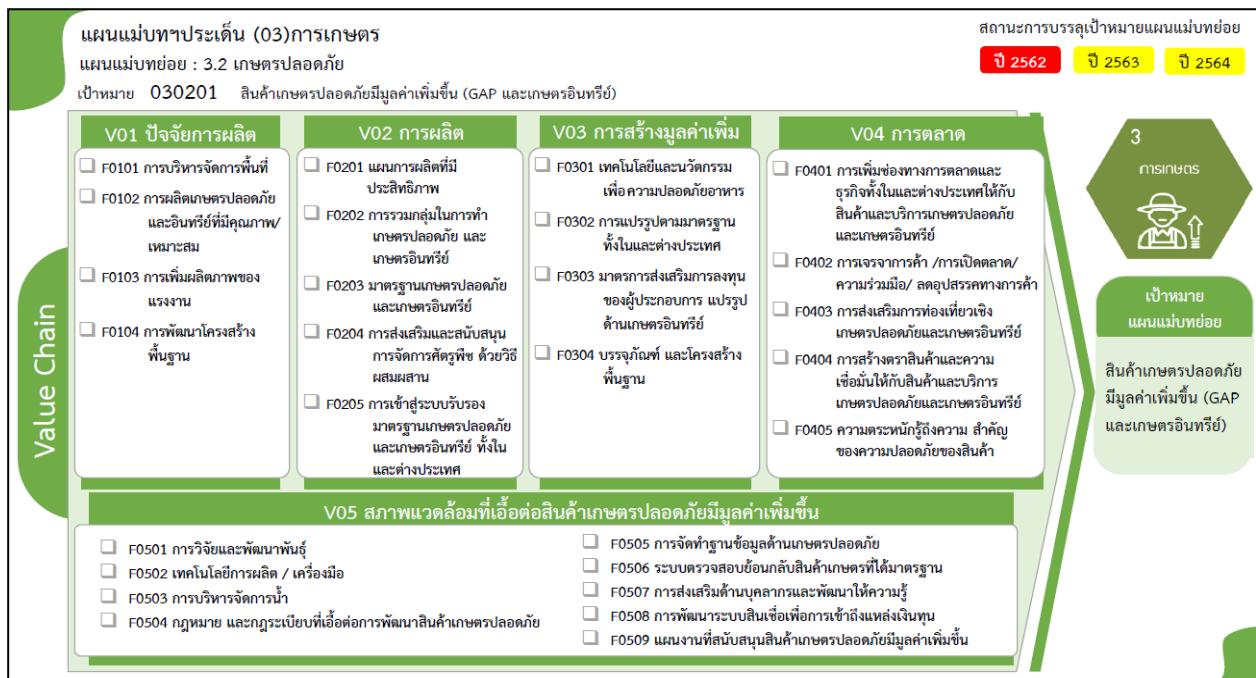 แผนแม่บทฯประเด็น (03)การเกษตร
แผนแม่บทย่อย : 3.2 เกษตรปลอดภัย
เป้าหมาย 030201 สินค้าเกษตรปลอดภัยมีมูลค่าเพิ่มขึ้น (GAP และเกษตรอินทรีย์)
สถานะการบรรลุเป้าหมายแผนแม่บทย่อย
ปี 2562 ปี 2563 ปี 2564
Value Chain
V01 ปัจจัยการผลิต
F0101 การบริหารจัดการพื้นที่
F0102 การผลิตเกษตรปลอดภัย
และอินทรีย์ที่มีคุณภาพ/
เหมาะสม
F0103 การเพิ่มผลิตภาพของ
แรงงาน
F0104 การพัฒนาโครงสร้าง
พื้นฐาน
V02 การผลิต
F0201 แผนการผลิตที่มี
ประสิทธิภาพ
F0202 การรวมกลุ่มในการทำ
เกษตรปลอดภัย และ
เกษตรอินทรีย์
F0203 มาตรฐานเกษตรปลอดภัย
และเกษตรอินทรีย์
F0204 การส่งเสริมและสนับสนุน
การจัดการศัตรูพืช ด้วยวิธี
ผสมผสาน
F0205 การเข้าสู่ระบบรับรอง
มาตรฐานเกษตรปลอดภัย
และเกษตรอินทรีย์ ทั้งใน
และต่างประเทศ
V03 การสร้างมูลค่าเพิ่ม
F0301 เทคโนโลยีและนวัตกรรม
เพื่อความปลอดภัยอาหาร
F0302 การแปรรูปตามมาตรฐาน
ทั้งในและต่างประเทศ
F0303 มาตรการส่งเสริมการลงทุน
ของผู้ประกอบการ แปรรูป
ด้านเกษตรอินทรีย์
F0304 บรรจุภัณฑ์ และโครงสร้าง
พื้นฐาน
V04 การตลาด
F0401 การเพิ่มช่องทางการตลาดและ
ธุรกิจทั้งในและต่างประเทศให้กับ
สินค้าและบริการเกษตรปลอดภัย
และเกษตรอินทรีย์
F0402 การเจรจาการค้า /การเปิดตลาด/
ความร่วมมือ/ ลดอุปสรรคทางการค้า
F0403 การส่งเสริมการท่องเที่ยวเชิง
เกษตรปลอดภัยและเกษตรอินทรีย์
F0404 การสร้างตราสินค้าและความ
เชื่อมั่นให้กับสินค้าและบริการ
เกษตรปลอดภัยและเกษตรอินทรีย์
F0405 ความตระหนักรู้ถึงความ สำคัญ
ของความปลอดภัยของสินค้า
V05 สภาพแวดล้อมที่เอื้อต่อสินค้าเกษตรปลอดภัยมีมูลค่าเพิ่มขึ้น
F0501 การวิจัยและพัฒนาพันธุ์
F0502 เทคโนโลยีการผลิต / เครื่องมือ
F0503 การบริหารจัดการน้ำ
F0504 กฎหมาย และกฎระเบียบที่เอื้อต่อการพัฒนาสินค้าเกษตรปลอดภัย
F0505 การจัดทำฐานข้อมูลด้านเกษตรปลอดภัย
F0506 ระบบตรวจสอบย้อนกลับสินค้าเกษตรที่ได้มาตรฐาน
F0507 การส่งเสริมด้านบุคลากรและพัฒนาให้ความรู้
F0508 การพัฒนาระบบสินเชื่อเพื่อการเข้าถึงแหล่งเงินทุน
F0509 แผนงานที่สนับสนุนสินค้าเกษตรปลอดภัยมีมูลค่าเพิ่มขึ้น
3
การเกษตร
เป้าหมาย
แผนแม่บทย่อย
สินค้าเกษตรปลอดภัย
มีมูลค่าเพิ่มขึ้น (GAP
และเกษตรอินทรีย์)